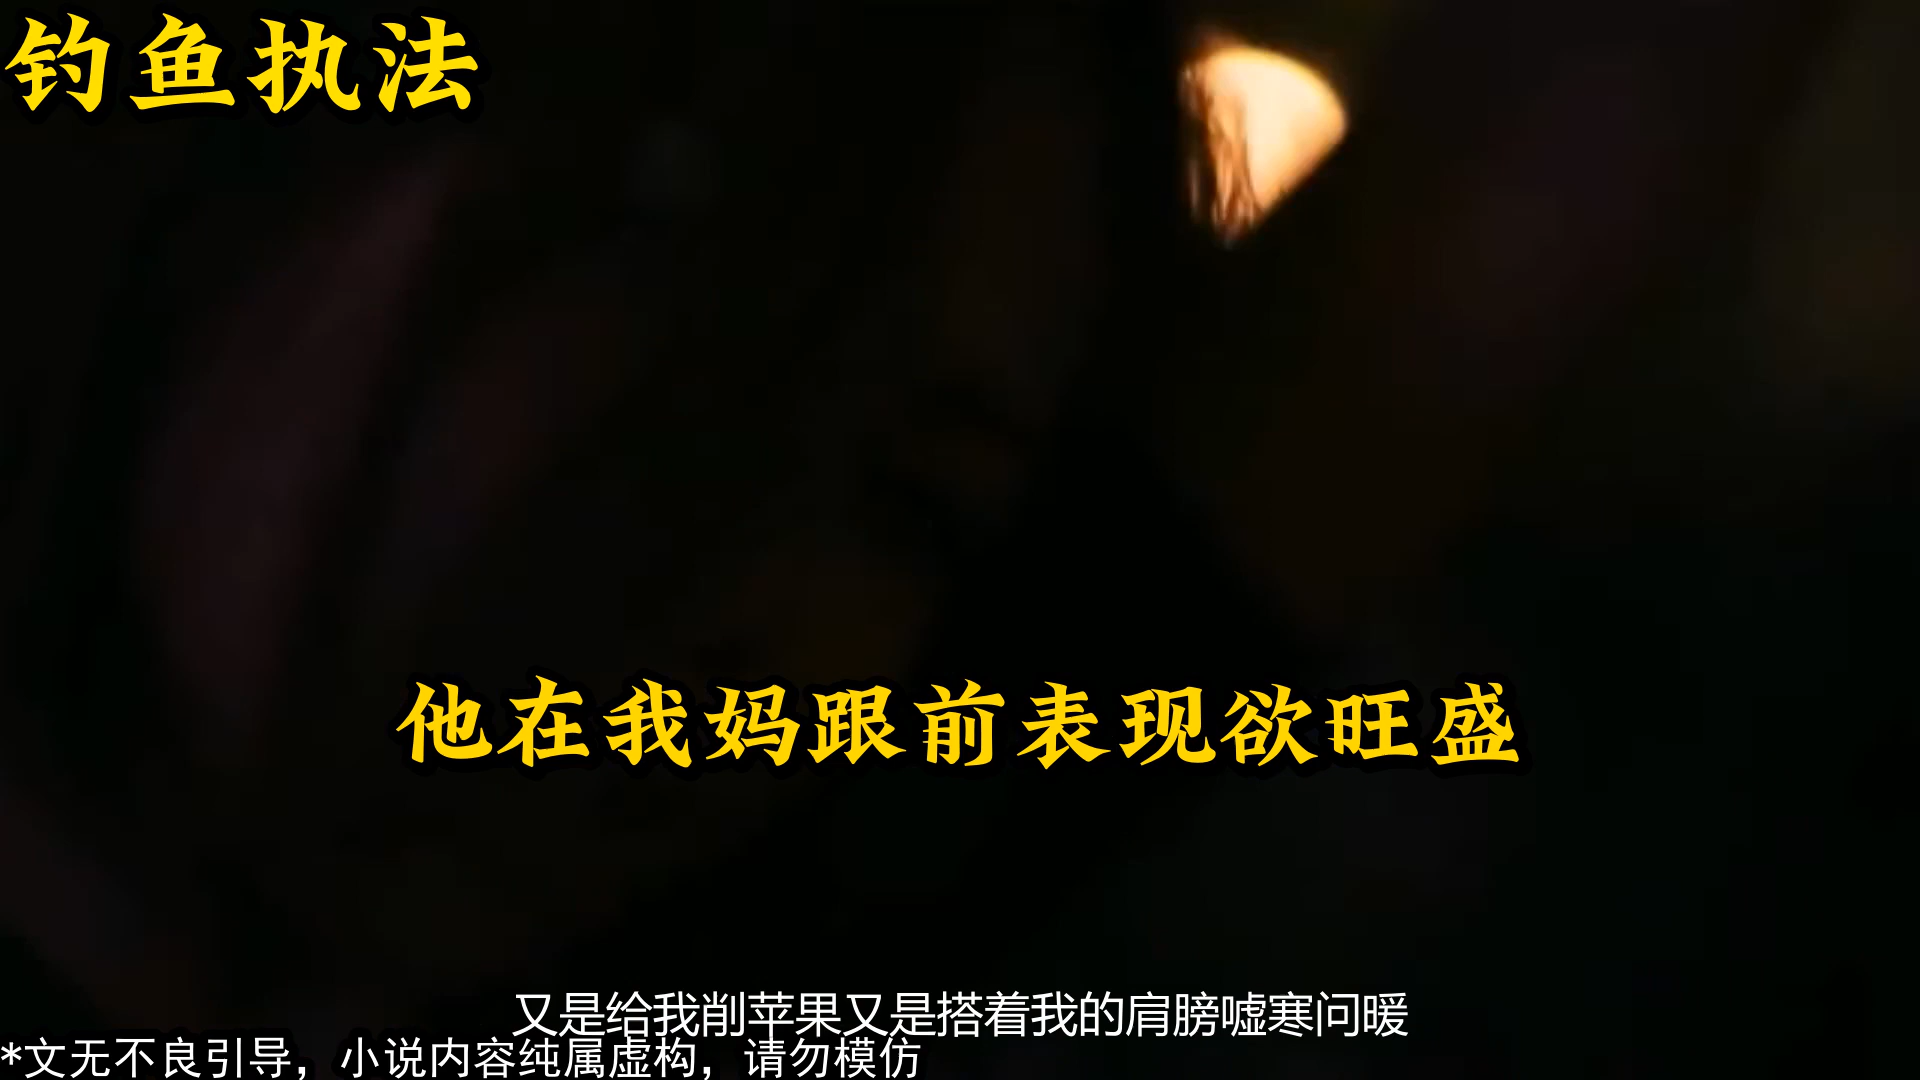 钓鱼执法
他在我妈跟前表现欲旺盛
又是给我削苹果又是搭着我的肩膀嘘寒问暖
*文无不良引导，小说内容纯属虚构，请勿模仿